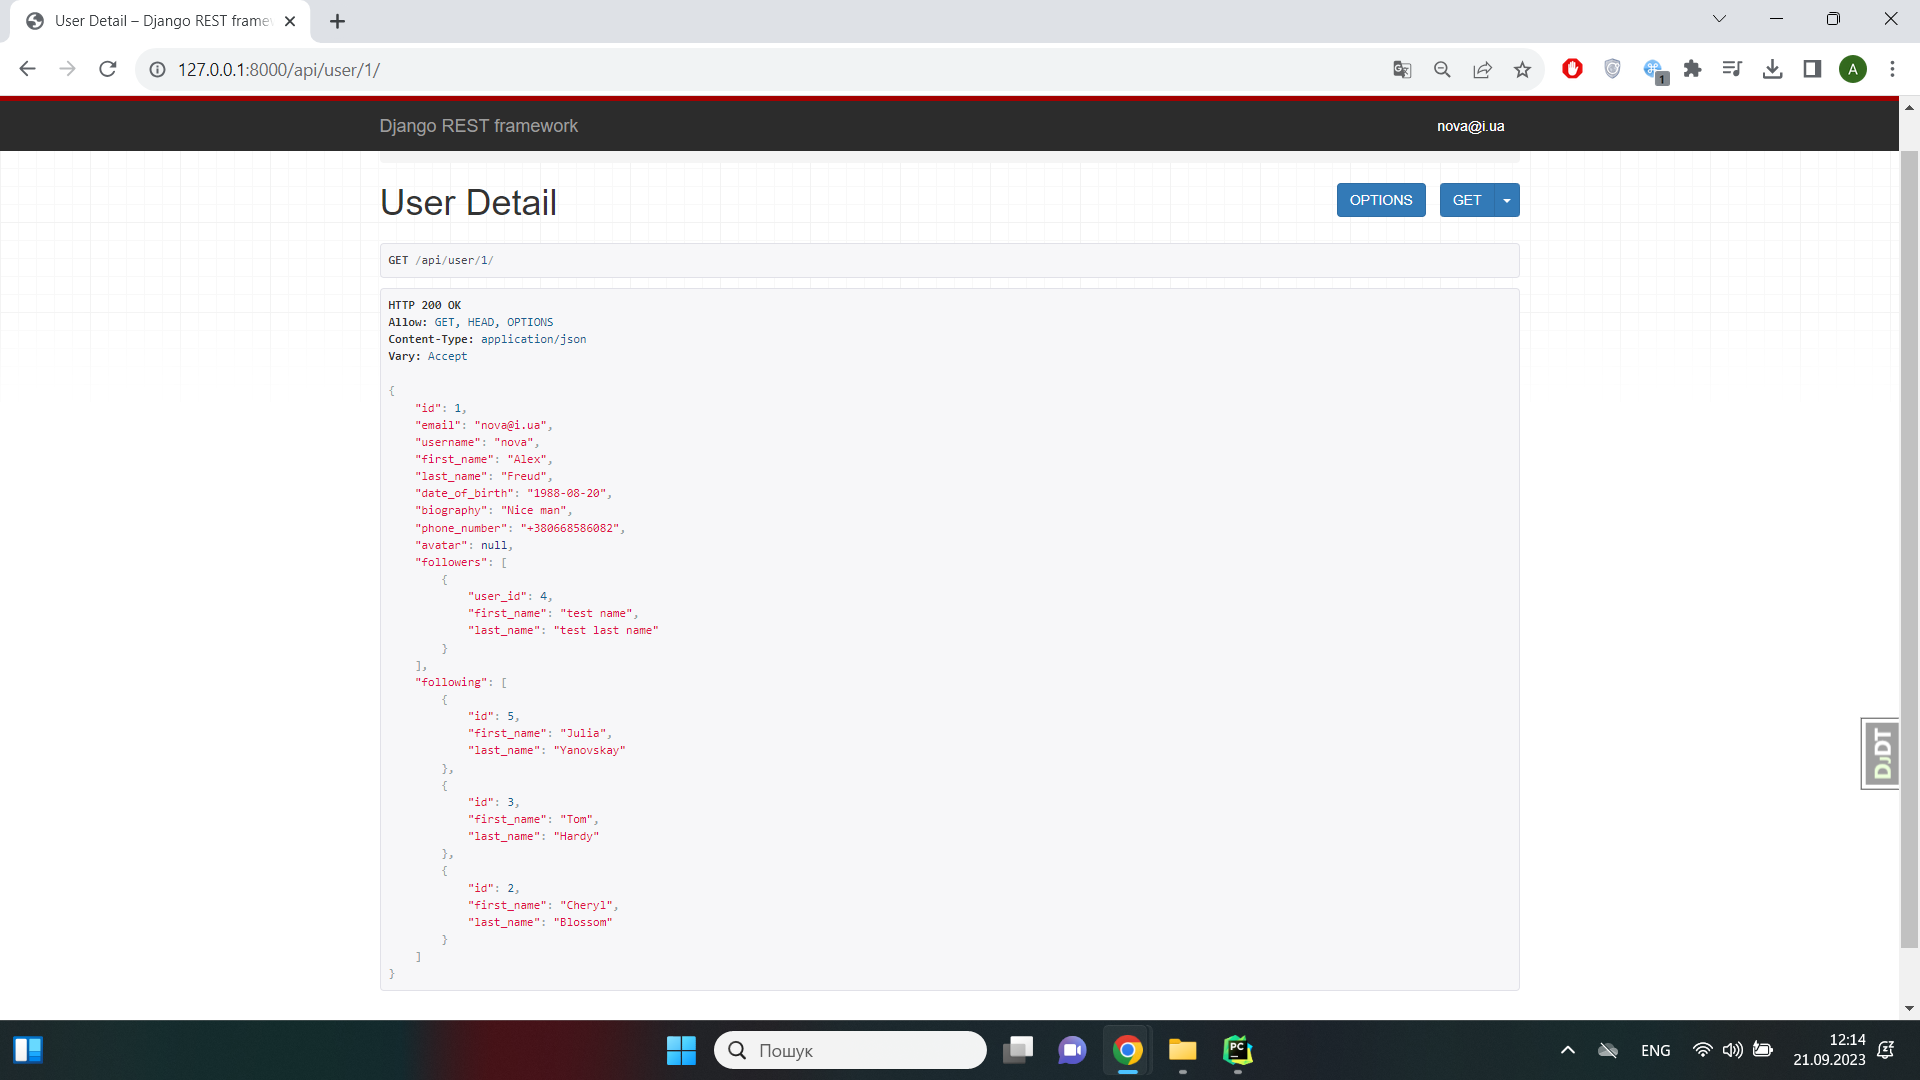 User Detail – Django REST frame
127.0.0.1:8000/api/user/1/
1
A
Django REST framework
nova@i.ua
User Detail
OPTIONS
GET
GET /api/user/1/
HTTP 200 OK
Allow: GET, HEAD, OPTIONS
Content-Type: application/json
Vary: Accept
{
"id": 1,
"email": "nova@i.ua",
"username": "nova",
"first_name": "Alex",
"last_name": "Freud",
"date_of_birth": "1988-08-20",
"biography": "Nice man",
"phone_number": "+380668586082",
"avatar": null,
"followers": [
{
"user_id": 4,
"first_name": "test name",
"last_name": "test last name"
}
],
"following": [
{
"id": 5,
"first_name": "Julia",
"last_name": "Yanovskay"
},
{
"id": 3,
"first_name": "Tom",
"last_name": "Hardy"
},
{
"id": 2,
"first_name": "Cheryl",
"last_name": "Blossom"
}
]
}
DJDT
Пошук
PC
ENG
12:14
21.09.2023